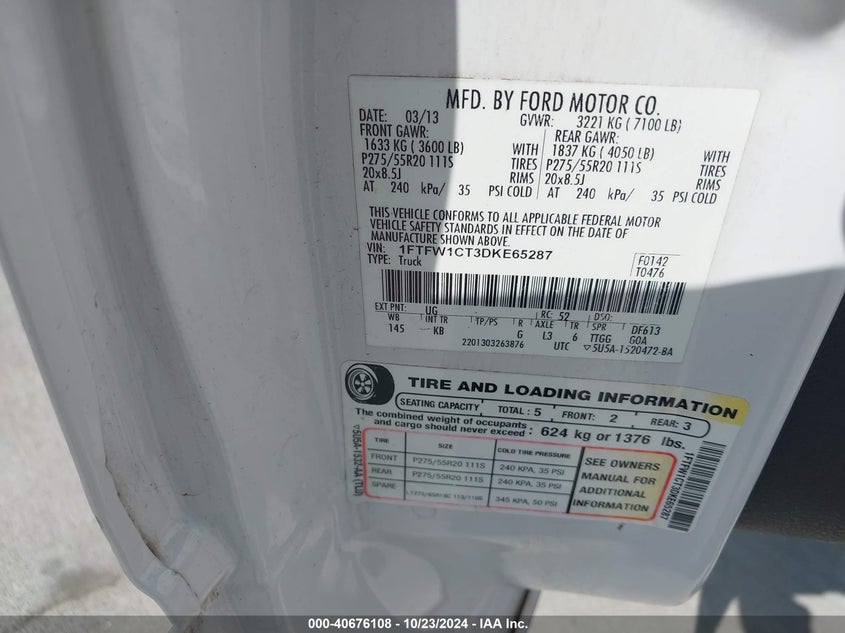 MFD. BY FORD MOTOR CO.
DATE: 03/13 GVWR: 3221 KG ( 7100 LB)
FRONT GAWR: REAR GAWR:
1633 KG ( 3600 LB) WITH 1837 KG ( 4050 LB) WITH
P275/55R20 111S TIRES P275/55R20 111S TIRES
20x8.5J RIMS 20x8.5J RIMS
AT 240 kPa/ 35 PSI COLD AT 240 kPa/ 35 PSI COLD
THIS VEHICLE CONFORMS TO ALL APPLICABLE FEDERAL MOTOR
VEHICLE SAFETY STANDARDS IN EFFECT ON THE DATE OF
MANUFACTURE SHOWN ABOVE.
VIN: 1FTFW1CT3DKE65287 F0142
TYPE: Truck T0476
EXT PNT: UG RC: 52 DSO:
WB INT TR TP/PS R AXLE TR SPR DF613
145 KB G L3 6 TTGG GOA
2201303263876 UTC ▽5U5A-1520472-BA
TIRE AND LOADING INFORMATION
SEATING CAPACITY TOTAL : 5 FRONT: 2 REAR: 3
The combined weight of occupants and cargo should never exceed : 624 kg or 1376 lbs.
TIRE SIZE COLD TIRE PRESSURE
FRONT P275/55R20 111S 240 KPA, 35 PSI
REAR P275/55R20 111S 240 KPA, 35 PSI
SPARE 345 KPA, 50 PSI
SEE OWNERS
MANUAL FOR
ADDITIONAL
INFORMATION
▽5U5A-1532-AA (TLU)
1FTFW1CT3DKE65287
000-40676108 - 10/23/2024 - IAA Inc.